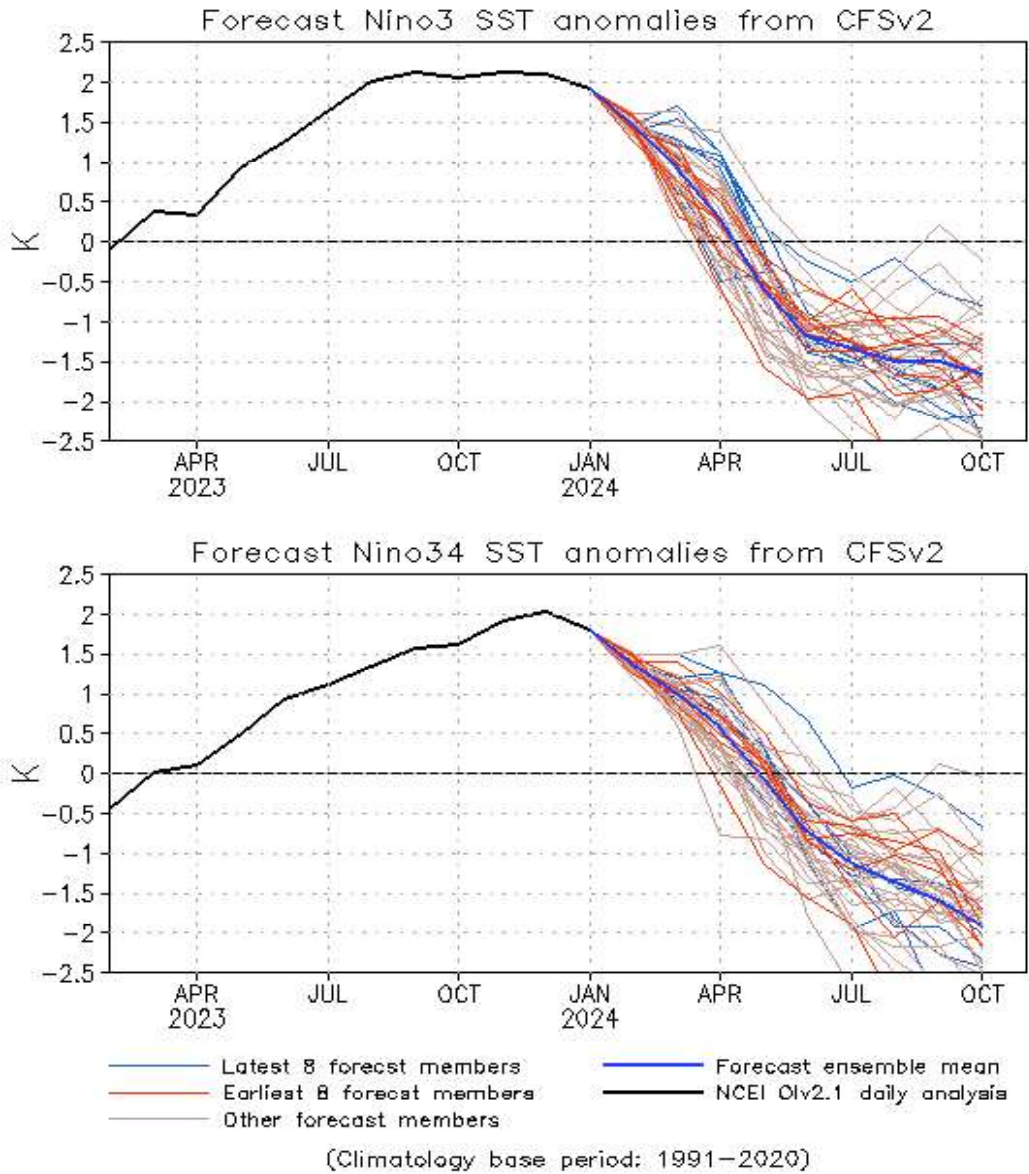 Forecast Nino3 SST anomalies from CFSv2
K
2.5
2
1.5
1
0.5
0
−0.5
−1
−1.5
−2
−2.5
APR JUL OCT JAN APR JUL OCT
2023 2024
Forecast Nino34 SST anomalies from CFSv2
K
2.5
2
1.5
1
0.5
0
−0.5
−1
−1.5
−2
−2.5
APR JUL OCT JAN APR JUL OCT
2023 2024
Latest 8 forecst members Forecast ensemble mean
Earliest 8 forecst members NCEI OIv2.1 daily analysis
Other forecast members
(Climatology base period: 1991−2020)